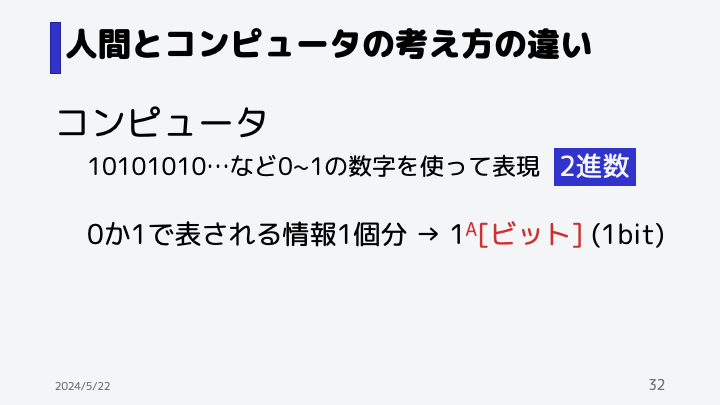 人間とコンピュータの考え方の違い
コンピュータ
10101010…など0~1の数字を使って表現 2進数
0か1で表される情報1個分 → 1A[ビット] (1bit)
2024/5/22
32